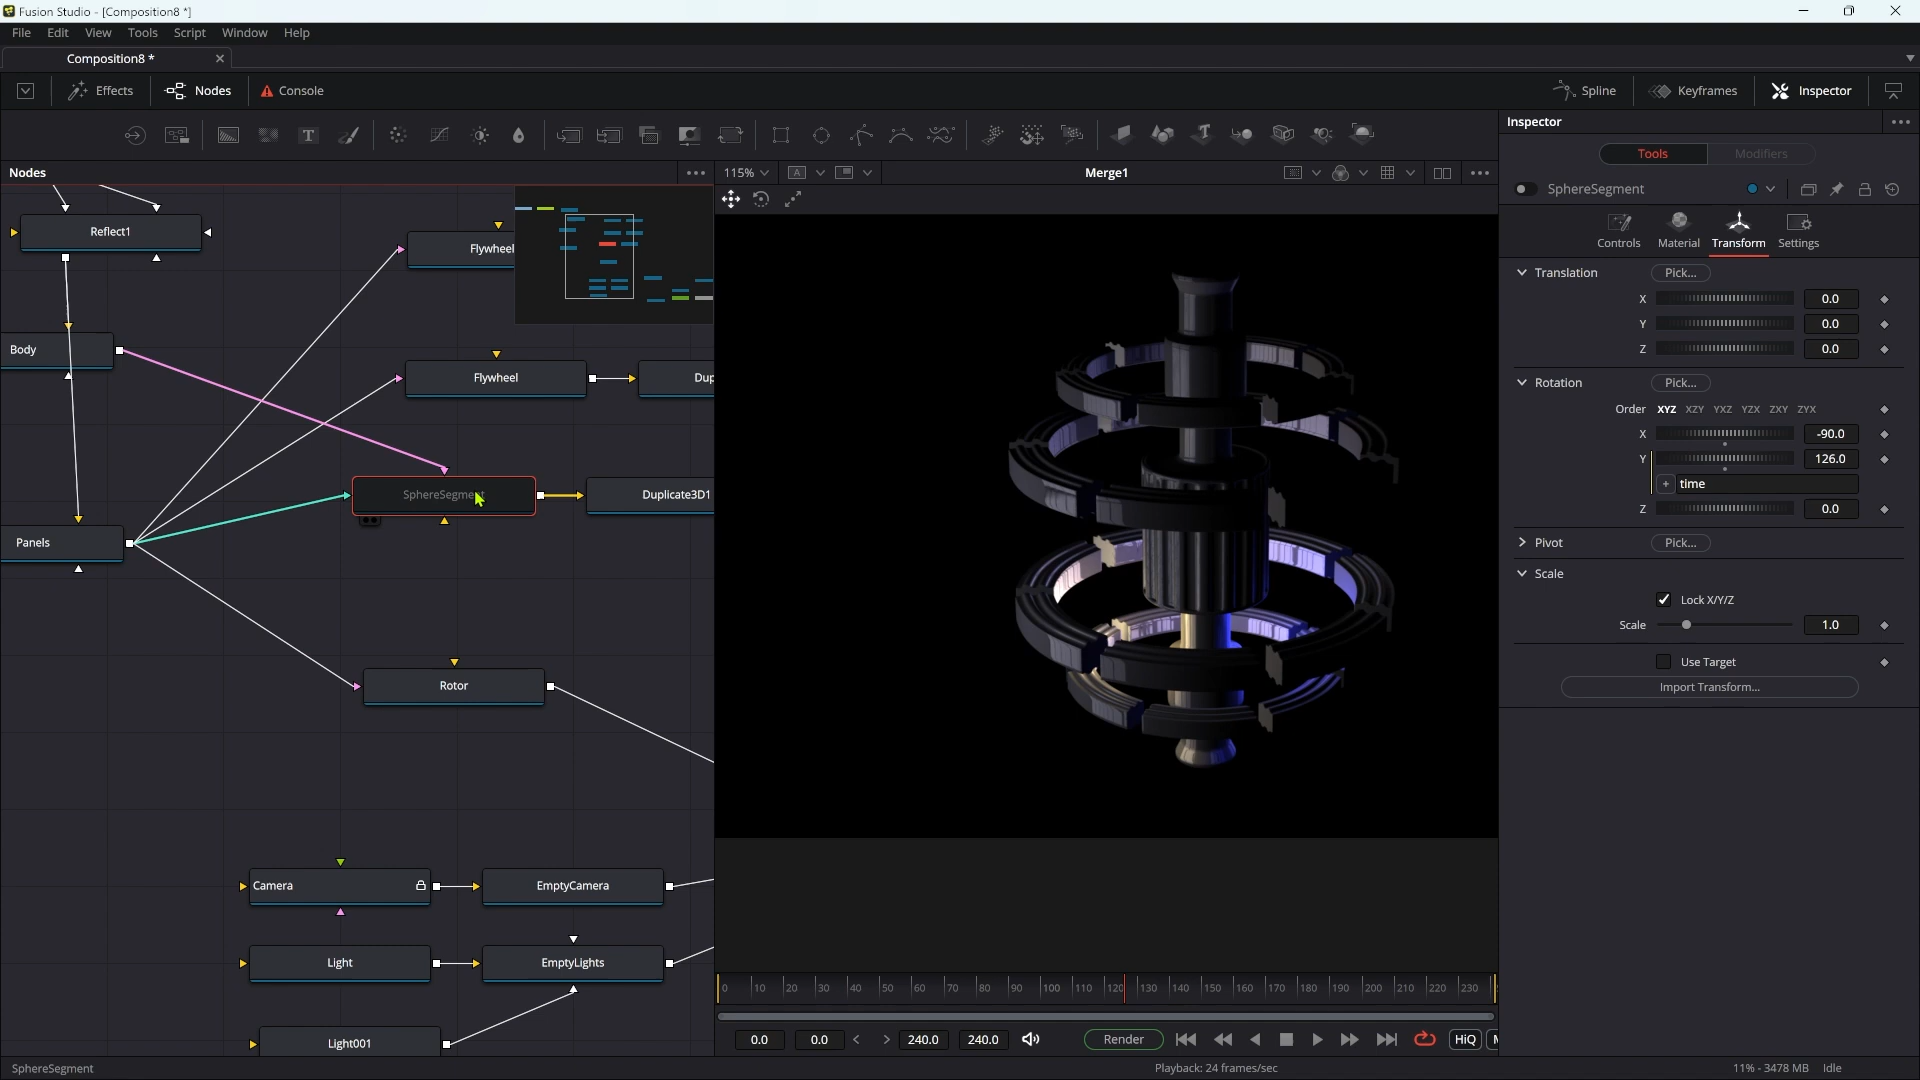 Fusion Studio - [Composition8 *]
File Edit View Tools Script Window Help
Composition8 *
Effects Nodes Console Spline Keyframes Inspector
Inspector
Tools Modifiers
Nodes
115% A Merge1
SphereSegment
Controls Material Transform Settings
Translation Pick...
X 0.0
Y 0.0
Z 0.0
Rotation Pick...
Order XYZ XZY YXZ YZX ZXY ZYX
X -90.0
Y 126.0
time
Z 0.0
Pivot Pick...
Scale
Lock X/Y/Z
Scale 1.0
Use Target
Import Transform...
Reflect1
Flywheel
Body
Flywheel
Dup
SphereSegment
Duplicate3D1
Panels
Rotor
Camera
EmptyCamera
Light
EmptyLights
Light001
0 10 20 30 40 50 60 70 80 90 100 110 120 130 140 150 160 170 180 190 200 210 220 230
0.0 0.0 240.0 240.0 Render HiQ M
SphereSegment
Playback: 24 frames/sec
11% - 3478 MB Idle